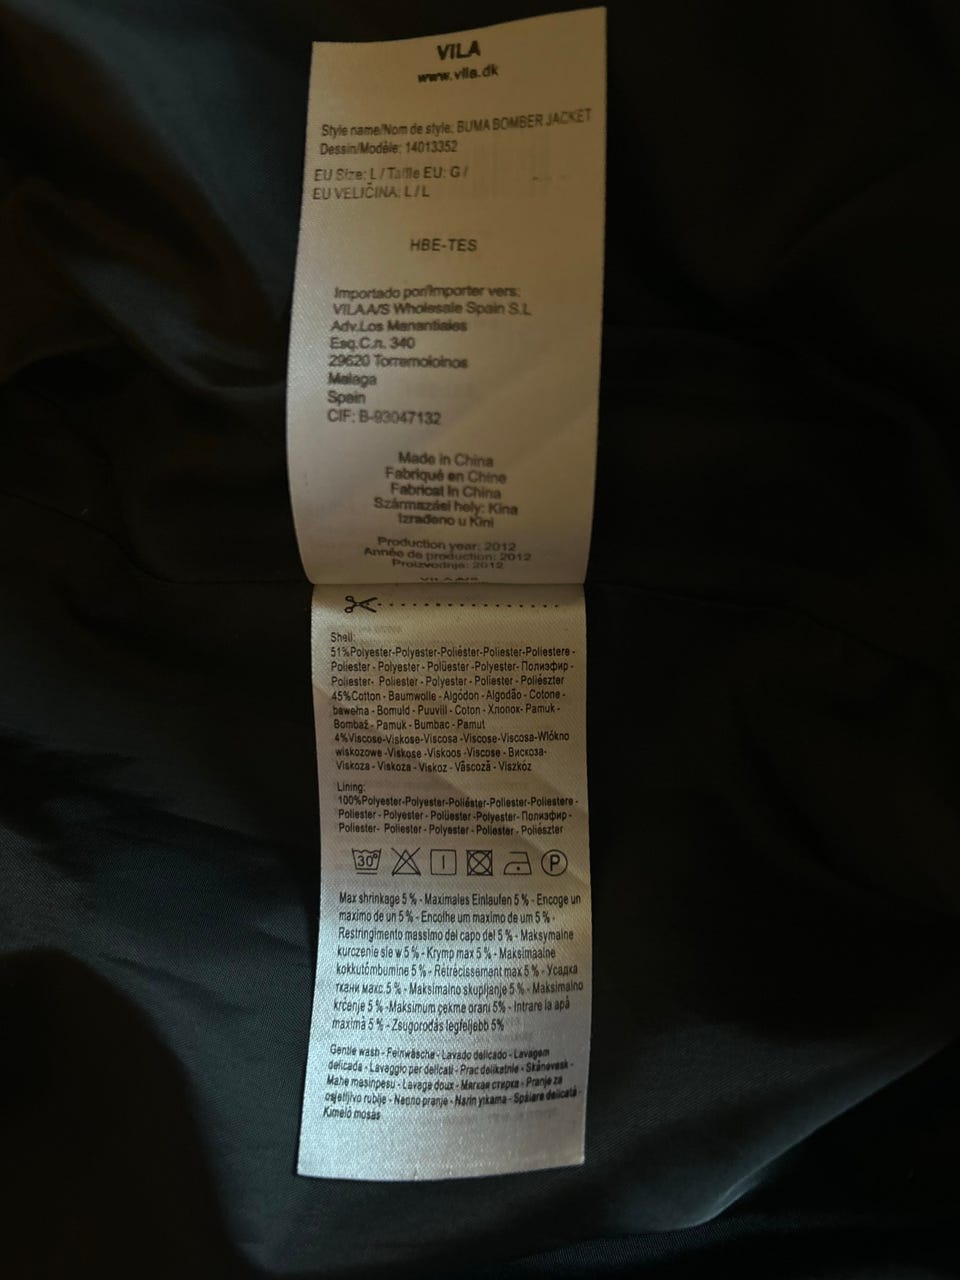 VILA
www.vila.dk
Style name/Nom de style: BUMA BOMBER JACKET
Dessin/Modèle: 14013352
EU Size: L / Taille EU: G /
EU VELIČINA: L / L
HBE-TES
Importado por/Importer vers:
VILA A/S Wholesale Spain S.L
Adv.Los Manantiales
Esq.C.n. 340
29620 Torremoloinos
Malaga
Spain
CIF: B-93047132
Made in China
Fabriqué en Chine
Fabricat în China
Származási hely: Kína
Izrađeno u Kini
Production year: 2012
Année de production: 2012
Proizvodnje: 2012
VILA A/S
Shell:
51%Polyester-Polyester-Poliéster-Poliester-Poliestere -
Poliester - Polyester - Polüester -Polyester- Полиэфир -
Poliester- Poliester - Polyester - Poliester - Poliészter
45%Cotton - Baumwolle - Algódon - Algodão - Cotone -
bawełna - Bomuld - Puuvill - Coton - Хлопок- Pamuk -
Bombaž - Pamuk - Bumbac - Pamut
4%Viscose-Viskose-Viscosa -Viscose-Viscosa-Włókno
wiskozowe -Viskose -Viskoos -Viscose - Вискоза-
Viskoza - Viskoza - Viskoz - Vâscoză - Viszkóz
Lining:
100%Polyester-Polyester-Poliéster-Poliester-Poliestere -
Poliester - Polyester - Polüester -Polyester- Полиэфир -
Poliester- Poliester - Polyester - Poliester - Poliészter
30° P
Max shrinkage 5 % - Maximales Einlaufen 5 % - Encoge un
maximo de un 5% - Encolhe um maximo de um 5 % -
Restringimento massimo del capo del 5 % - Maksymalne
kurczenie sie w 5 % - Krymp max 5 % - Maksimaalne
kokkutõmbumine 5 % - Rétrécissement max 5 % - Усадка
ткани макс.5 % - Maksimalno skupljanje 5 % - Maksimalno
krčenje 5 % -Maksimum çekme orani 5% - Intrare la apă
maximă 5 % - Zsugorodás legfeljebb 5%
Gentle wash - Feinwäsche - Lavado delicado - Lavagem
delicada - Lavaggio per delicati - Prac delikatnie - Skånevask -
Mahe masinpesu - Lavage doux - Мягкая стирка - Pranje za
osjetljivo rublje - Nežno pranje - Narin yıkama - Spălare delicată -
Kimélő mosás